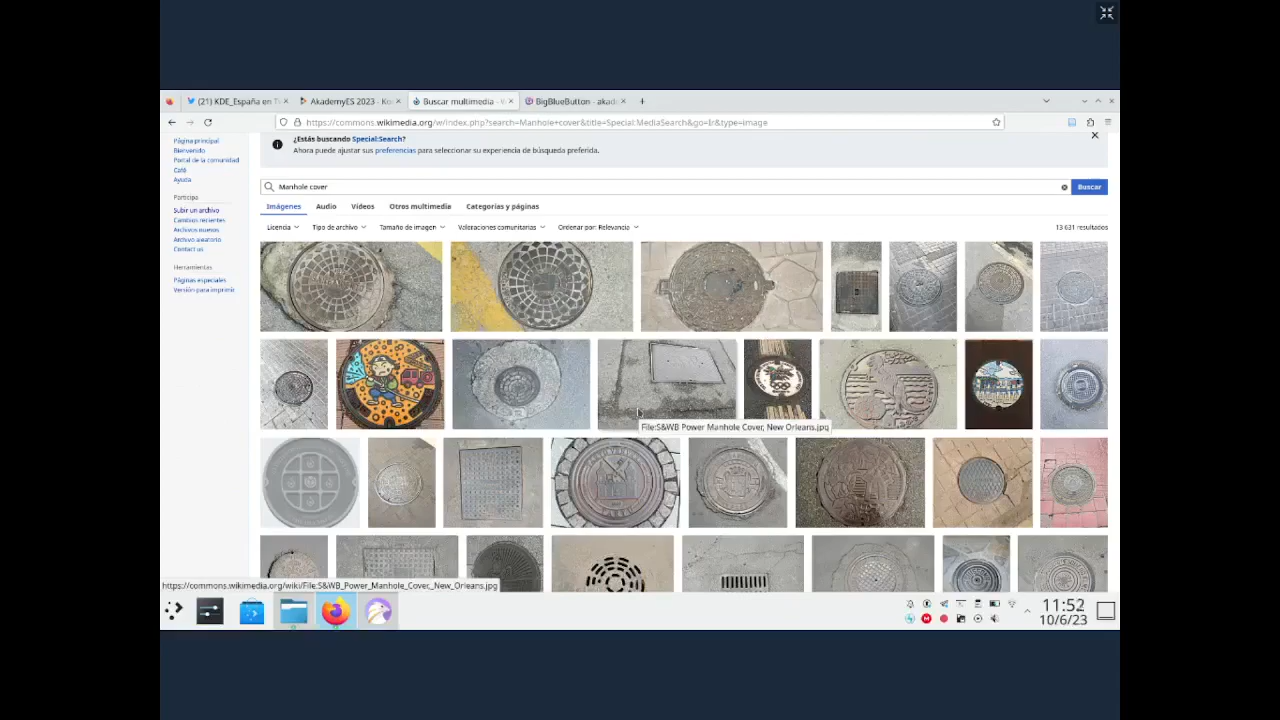 (21) KDE_España en T
AkademyES 2023 - Ko
Buscar multimedia -
BigBlueButton - akad
https://commons.wikimedia.org/w/index.php?search=Manhole+cover&title=Special:MediaSearch&go=Ir&type=image
Página principal
Bienvenido
Portal de la comunidad
Café
Ayuda
Participa
Subir un archivo
Cambios recientes
Archivos nuevos
Archivo aleatorio
Contact us
Herramientas
Páginas especiales
Versión para imprimir
¿Estás buscando Special:Search?
Ahora puede ajustar sus preferencias para seleccionar su experiencia de búsqueda preferida.
Manhole cover
Buscar
Imágenes Audio Vídeos Otros multimedia Categorías y páginas
Licencia Tipo de archivo Tamaño de imagen Valoraciones comunitarias Ordenar por: Relevancia 13 631 resultados
File:S&WB Power Manhole Cover, New Orleans.jpg
https://commons.wikimedia.org/wiki/File:S&WB_Power_Manhole_Cover,_New_Orleans.jpg
11:52
10/6/23